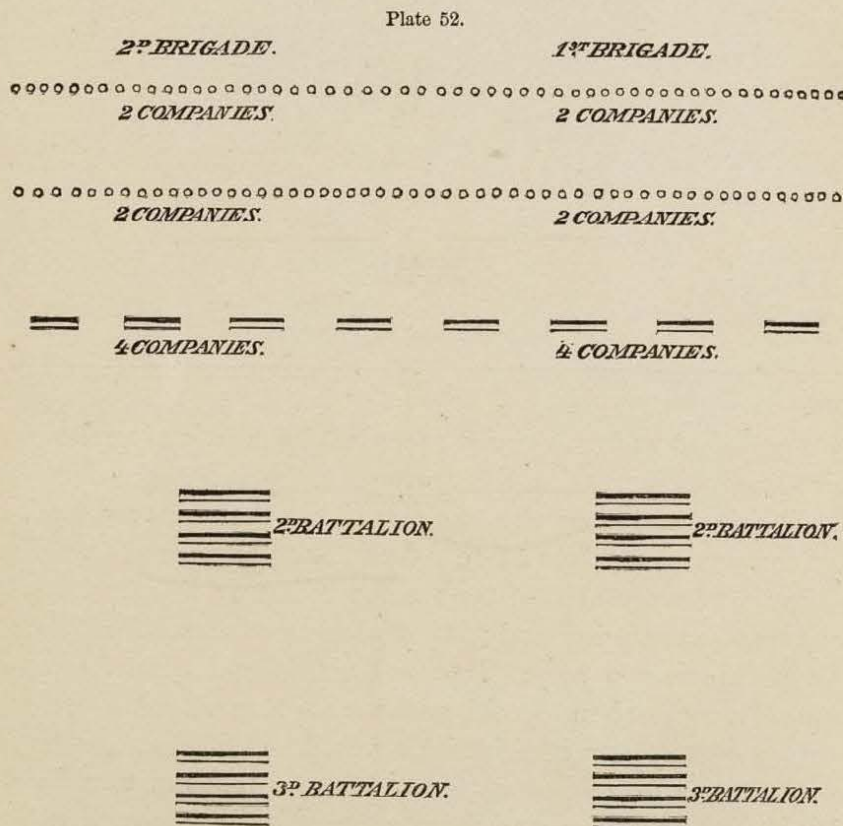 Plate 52.
2D BRIGADE. 1ST BRIGADE.
2 COMPANIES. 2 COMPANIES.
2 COMPANIES. 2 COMPANIES.
4 COMPANIES. 4 COMPANIES.
2D BATTALION. 2D BATTALION.
3D BATTALION. 3D BATTALION.